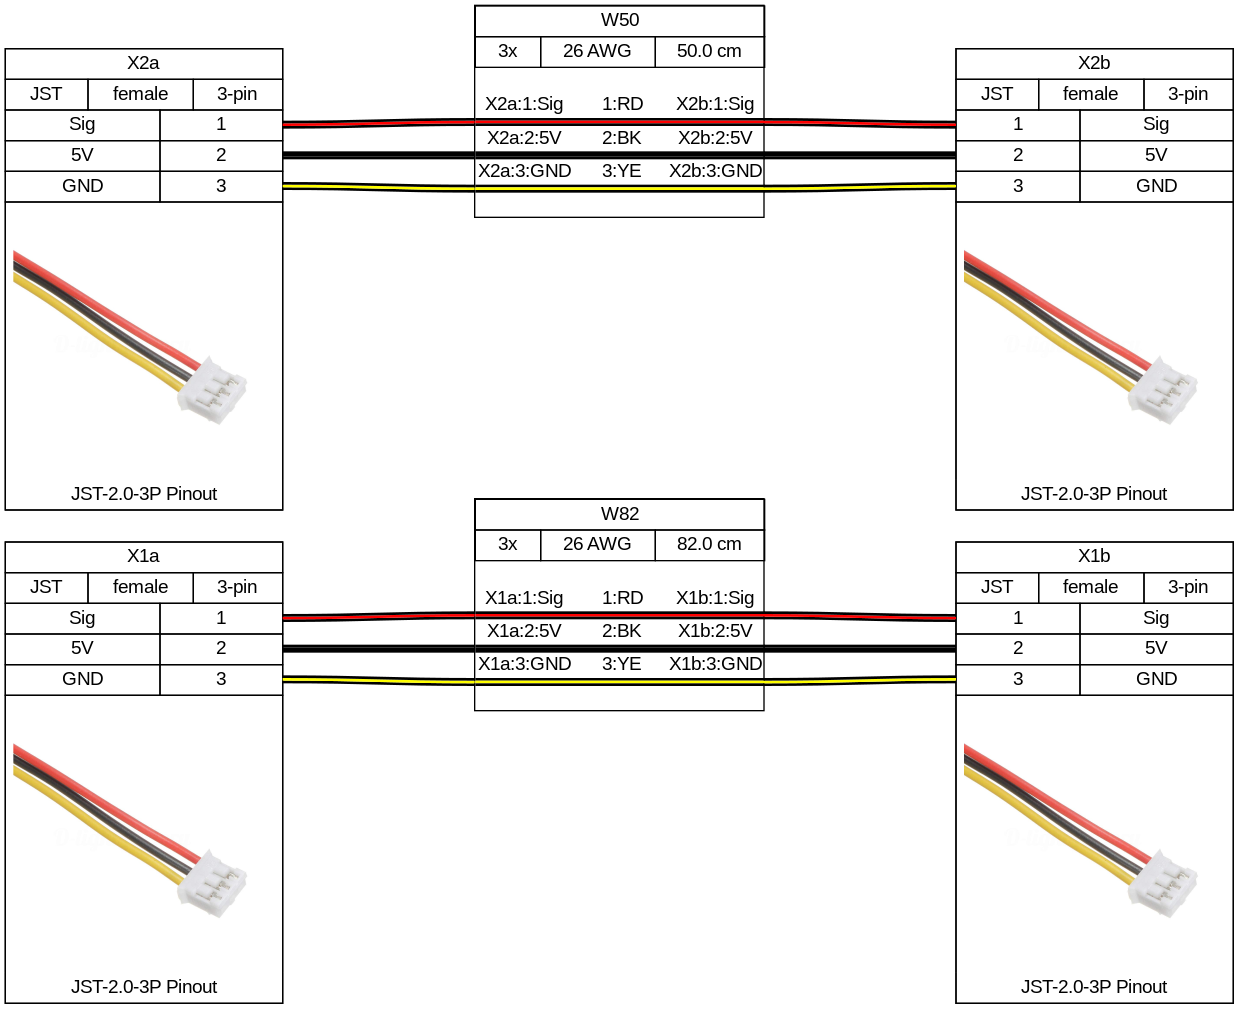 W50
3x 26 AWG 50.0 cm
X2a
JST female 3-pin
Sig 1
5V 2
GND 3
JST-2.0-3P Pinout
X2a:1:Sig 1:RD X2b:1:Sig
X2a:2:5V 2:BK X2b:2:5V
X2a:3:GND 3:YE X2b:3:GND
X2b
JST female 3-pin
1 Sig
2 5V
3 GND
JST-2.0-3P Pinout
W82
3x 26 AWG 82.0 cm
X1a
JST female 3-pin
Sig 1
5V 2
GND 3
JST-2.0-3P Pinout
X1a:1:Sig 1:RD X1b:1:Sig
X1a:2:5V 2:BK X1b:2:5V
X1a:3:GND 3:YE X1b:3:GND
X1b
JST female 3-pin
1 Sig
2 5V
3 GND
JST-2.0-3P Pinout